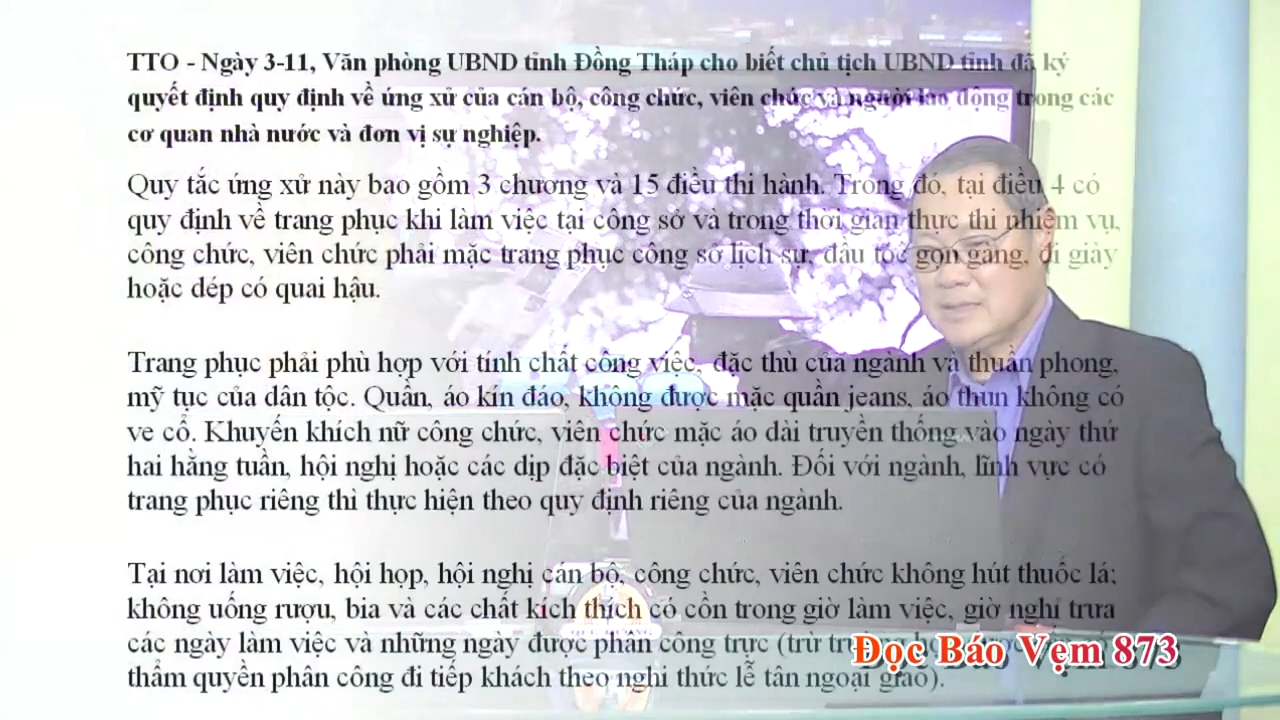 TTO - Ngày 3-11, Văn phòng UBND tỉnh Đồng Tháp cho biết chủ tịch UBND tỉnh đã ký
quyết định quy định về ứng xử của cán bộ, công chức, viên chức và người lao động trong các
cơ quan nhà nước và đơn vị sự nghiệp.
Quy tắc ứng xử này bao gồm 3 chương và 15 điều thi hành. Trong đó, tại điều 4 có
quy định về trang phục khi làm việc tại công sở và trong thời gian thực thi nhiệm vụ,
công chức, viên chức phải mặc trang phục công sở lịch sự, đầu tóc gọn gàng, đi giày
hoặc dép có quai hậu.
Trang phục phải phù hợp với tính chất công việc, đặc thù của ngành và thuần phong,
mỹ tục của dân tộc. Quần, áo kín đáo, không được mặc quần jeans, áo thun không có
ve cổ. Khuyến khích nữ công chức, viên chức mặc áo dài truyền thống vào ngày thứ
hai hằng tuần, hội nghị hoặc các dịp đặc biệt của ngành. Đối với ngành, lĩnh vực có
trang phục riêng thì thực hiện theo quy định riêng của ngành.
Tại nơi làm việc, hội họp, hội nghị cán bộ, công chức, viên chức không hút thuốc lá;
không uống rượu, bia và các chất kích thích có cồn trong giờ làm việc, giờ nghỉ trưa
các ngày làm việc và những ngày được phân công trực (trừ
thẩm quyền phân công đi tiếp khách theo nghi thức lễ tân ngoại giao).
Đọc Báo Vẹm 873